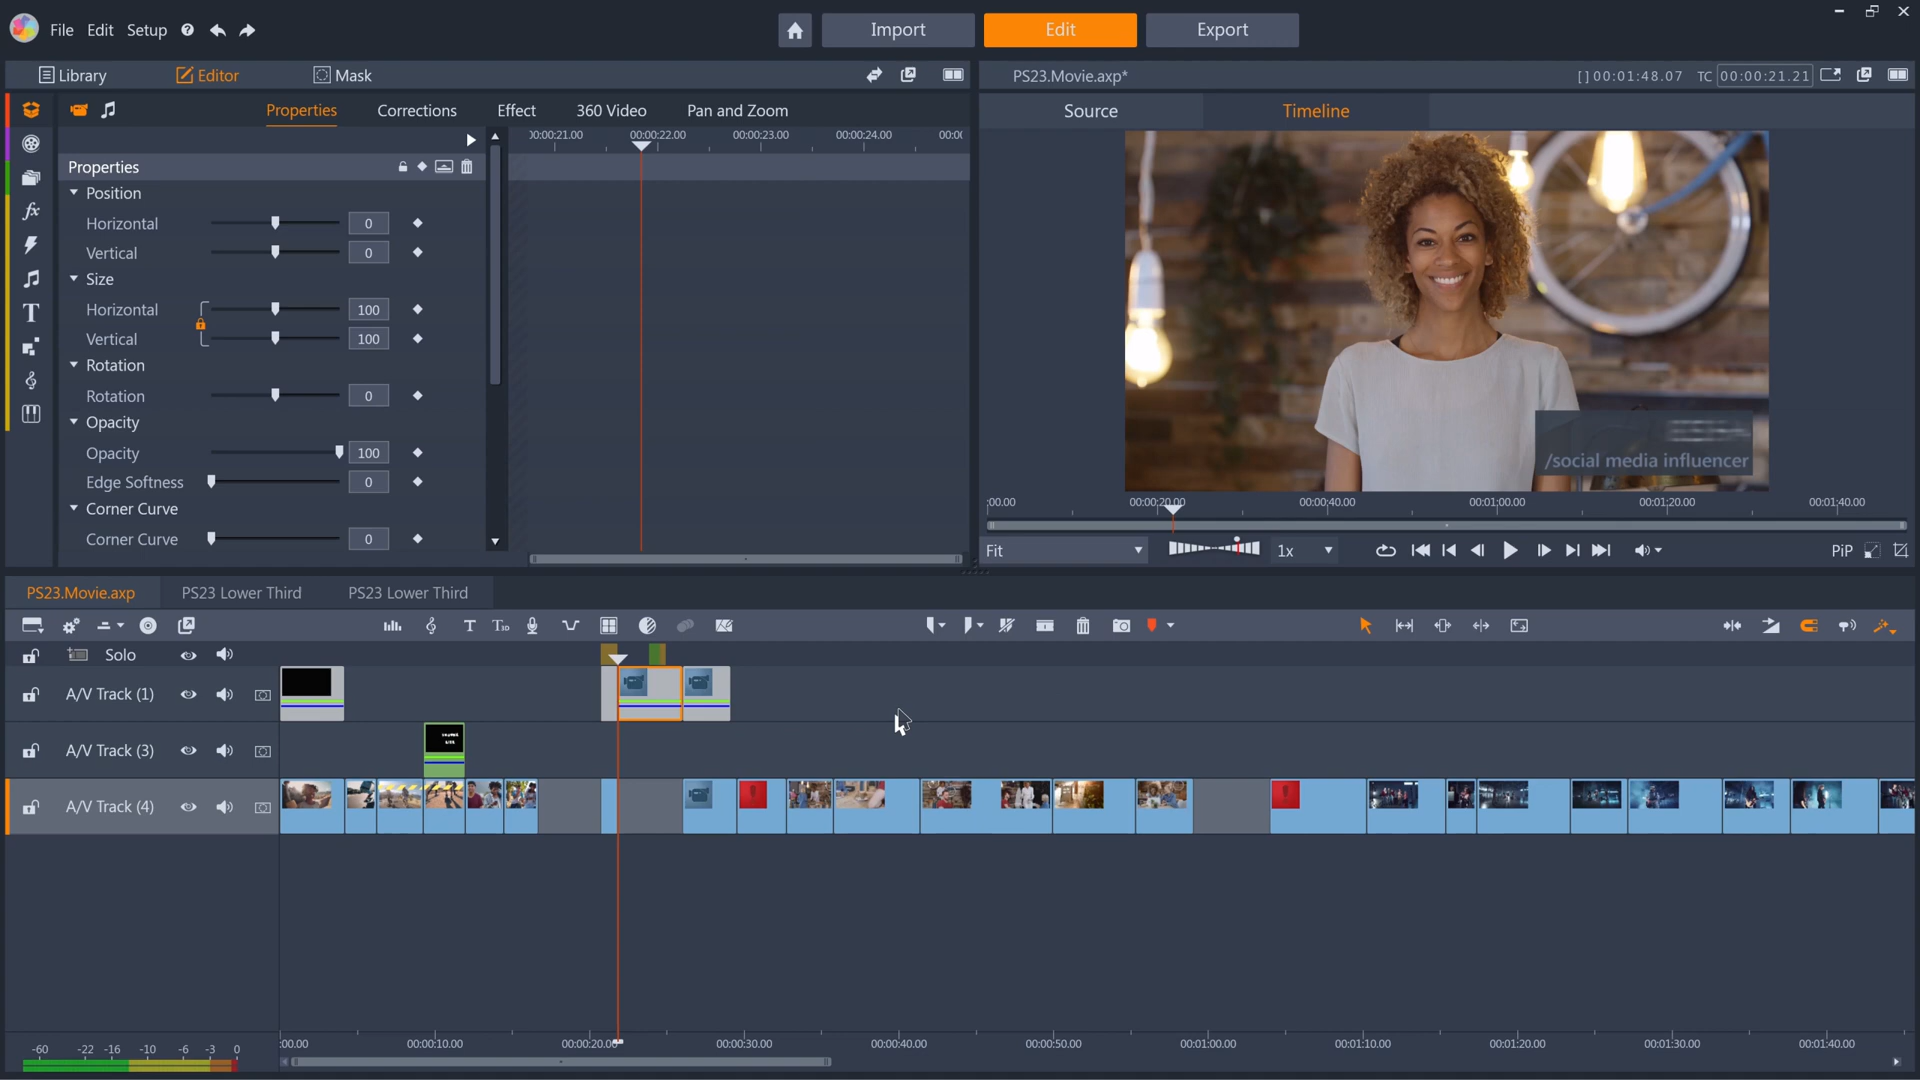 File Edit Setup
Import Edit Export
Library Editor Mask
PS23.Movie.axp*
[ ] 00:01:48.07 TC 00:00:21.21
Properties Corrections Effect 360 Video Pan and Zoom
Source Timeline
00:00:21.00 00:00:22.00 00:00:23.00 00:00:24.00
Properties
Position
Horizontal 0
Vertical 0
Size
Horizontal 100
Vertical 100
Rotation
Rotation 0
Opacity
Opacity 100
Edge Softness 0
Corner Curve
Corner Curve 0
/social media influencer
:00.00 00:00:20.00 00:00:40.00 00:01:00.00 00:01:20.00 00:01:40.00
Fit 1x PiP
PS23.Movie.axp PS23 Lower Third PS23 Lower Third
Solo
A/V Track (1)
A/V Track (3)
A/V Track (4)
-60 -22 -16 -10 -6 -3 0
:00.00 00:00:10.00 00:00:20.00 00:00:30.00 00:00:40.00 00:00:50.00 00:01:00.00 00:01:10.00 00:01:20.00 00:01:30.00 00:01:40.00